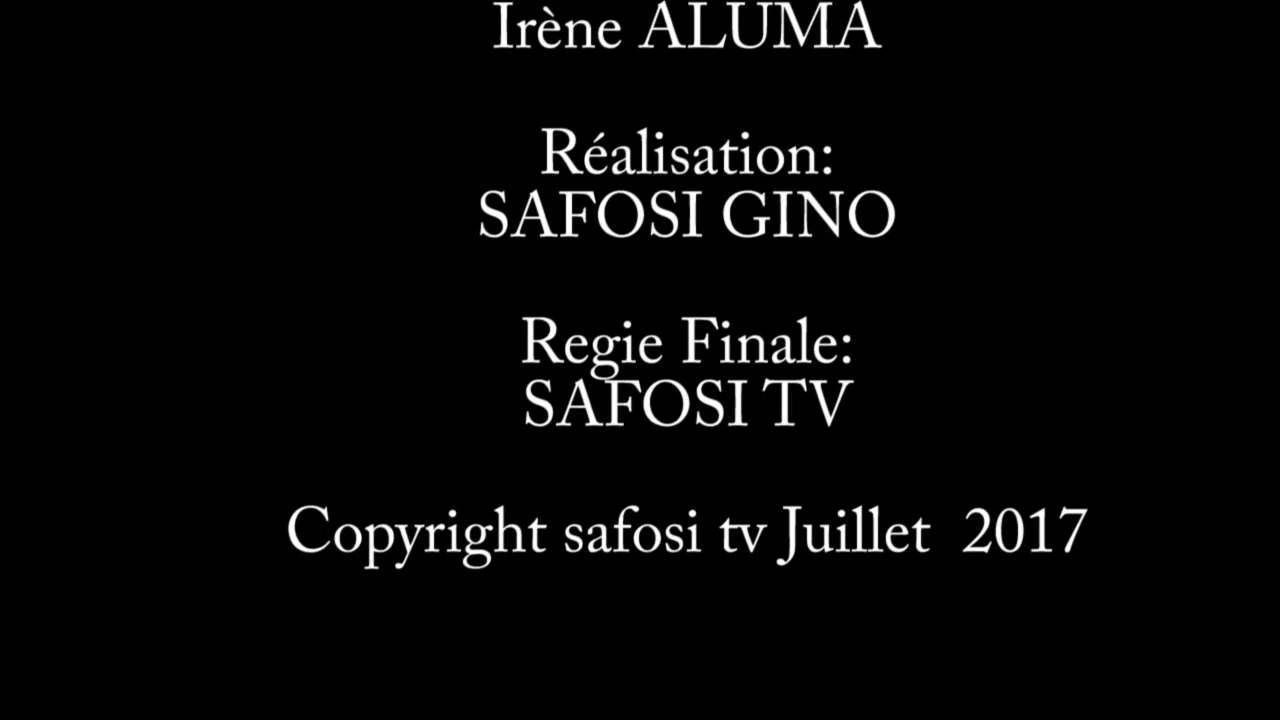 Irène ALUMA
Réalisation:
SAFOSI GINO
Regie Finale:
SAFOSI TV
Copyright safosi tv Juillet  2017